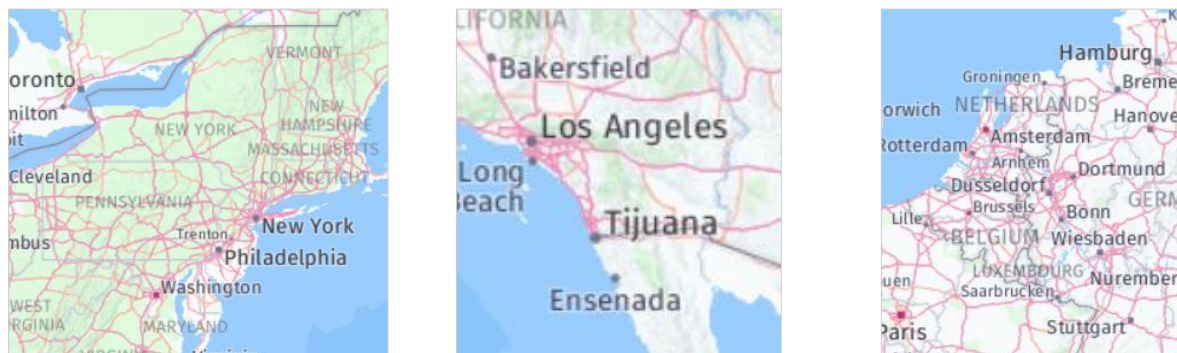 VERMONT
oronto
NEW
milton
NEW YORK
HAMPSHIRE
it
MASSACHUSETTS
Cleveland
CONNECTICUT
PENNSYLVANIA
New York
mbus
Trenton
Philadelphia
Washington
WEST
RGINIA
MARYLAND
LIFORNIA
Bakersfield
Los Angeles
Long
Beach
Tijuana
Ensenada
K
Hamburg
Groningen
Breme
orwich
NETHERLANDS
Hanove
Amsterdam
Rotterdam
Arnhem
Dortmund
Dusseldorf
GERM
Brussels
Bonn
Lille
BELGIUM
Wiesbaden
LUXEMBOURG
uen
Nurember
Saarbrucken
Paris
Stuttgart